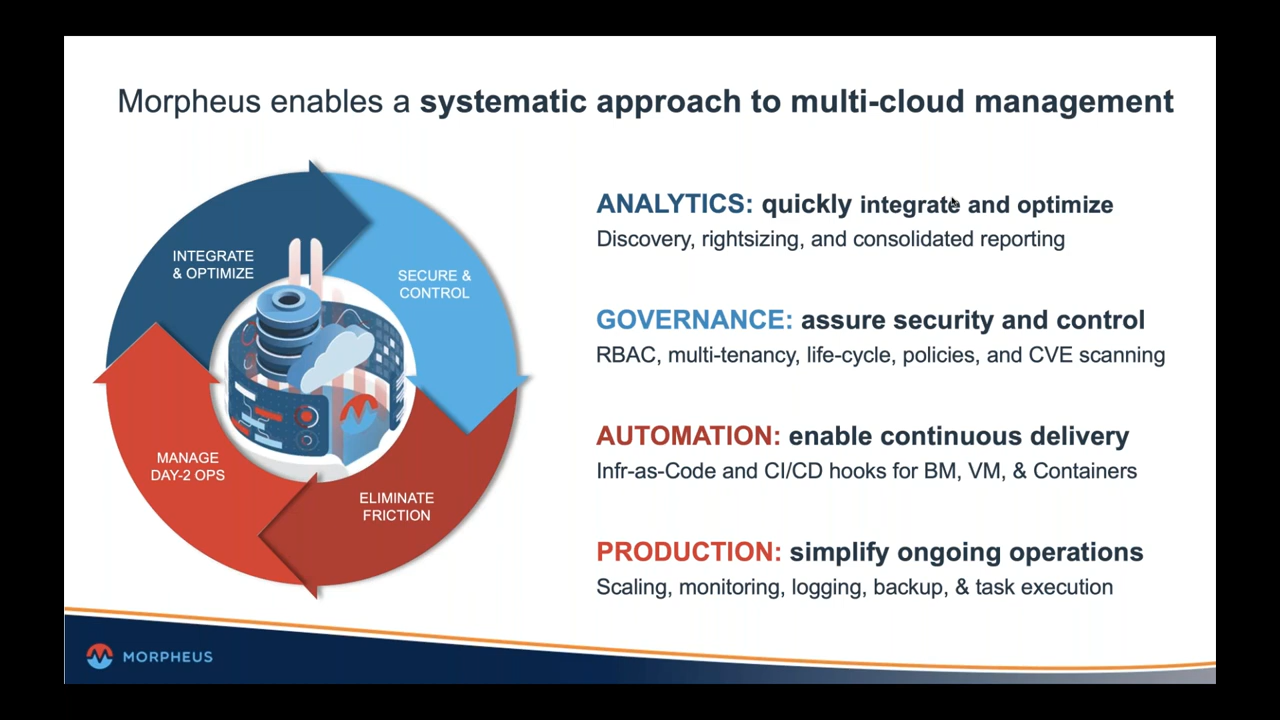 Morpheus enables a systematic approach to multi-cloud management
INTEGRATE
& OPTIMIZE
SECURE &
CONTROL
MANAGE
DAY-2 OPS
ELIMINATE
FRICTION
ANALYTICS: quickly integrate and optimize
Discovery, rightsizing, and consolidated reporting
GOVERNANCE: assure security and control
RBAC, multi-tenancy, life-cycle, policies, and CVE scanning
AUTOMATION: enable continuous delivery
Infr-as-Code and CI/CD hooks for BM, VM, & Containers
PRODUCTION: simplify ongoing operations
Scaling, monitoring, logging, backup, & task execution
MORPHEUS